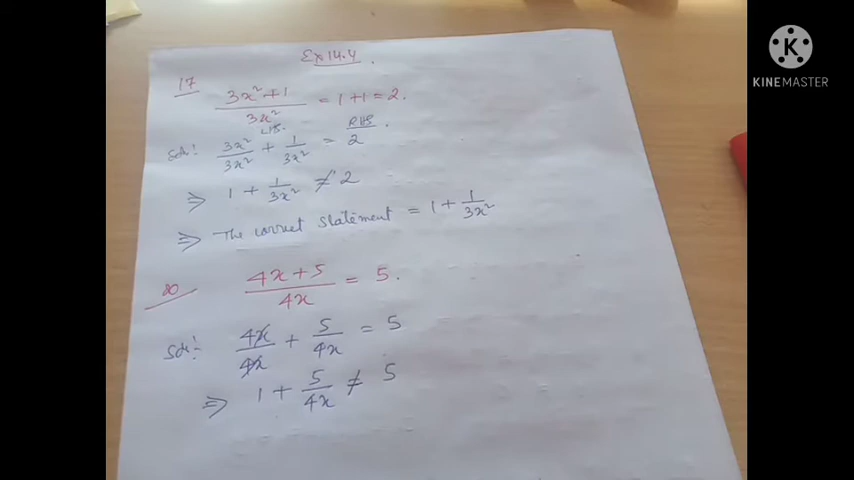 Ex 14.4.
17
3x²+1 / 3x² = 1+1 = 2.
LHS. RHS
Soln! 3x²/3x² + 1/3x² = 2.
⇒ 1 + 1/3x² ≠ 2
⇒ The correct statement = 1 + 1/3x²
20 4x+5 / 4x = 5.
Soln! 4x/4x + 5/4x = 5
⇒ 1 + 5/4x ≠ 5
K
KINEMASTER